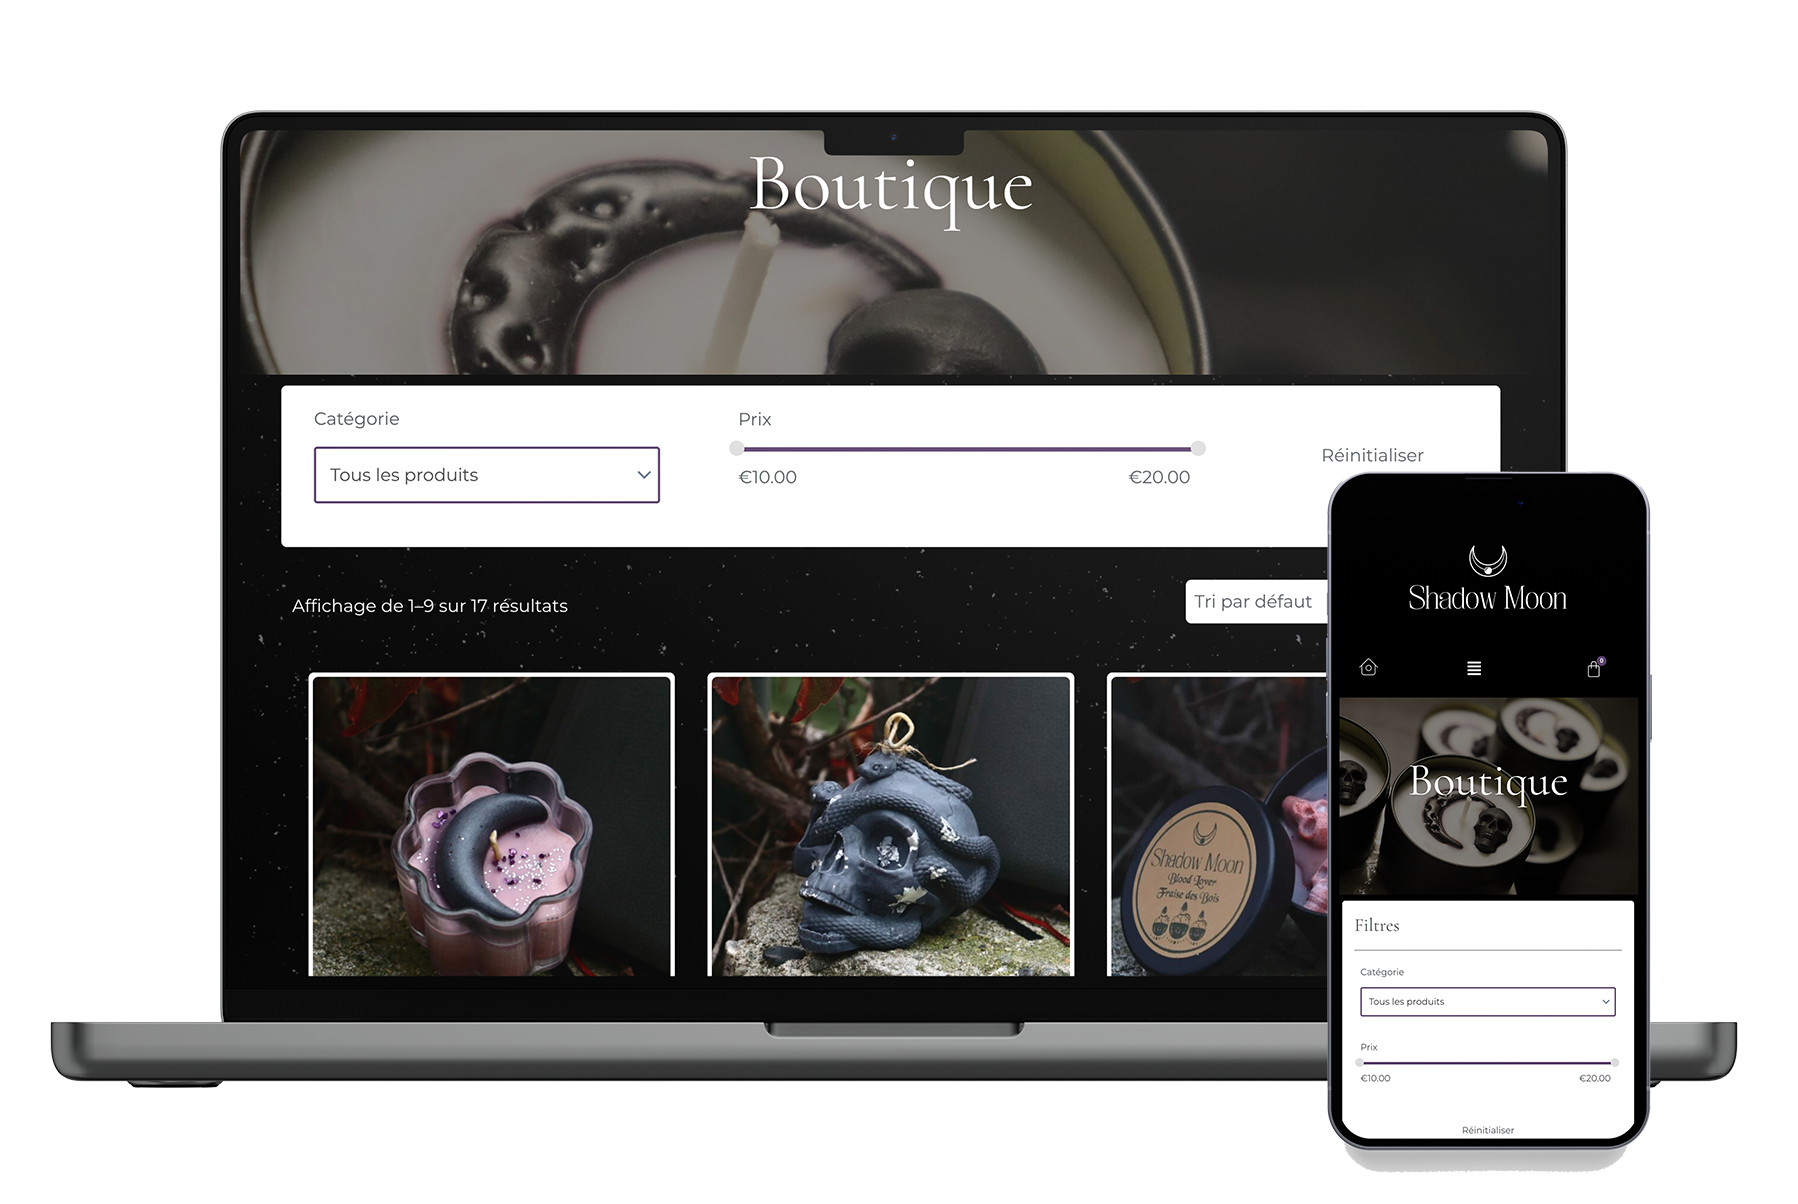 Boutique
Catégorie
Prix
Tous les produits
€10.00
€20.00
Réinitialiser
Affichage de 1–9 sur 17 résultats
Tri par défaut
Shadow Moon
Blood Lover
Fraise des Bois
Shadow Moon
0
Boutique
Filtres
Catégorie
Tous les produits
Prix
€10.00
€20.00
Réinitialiser